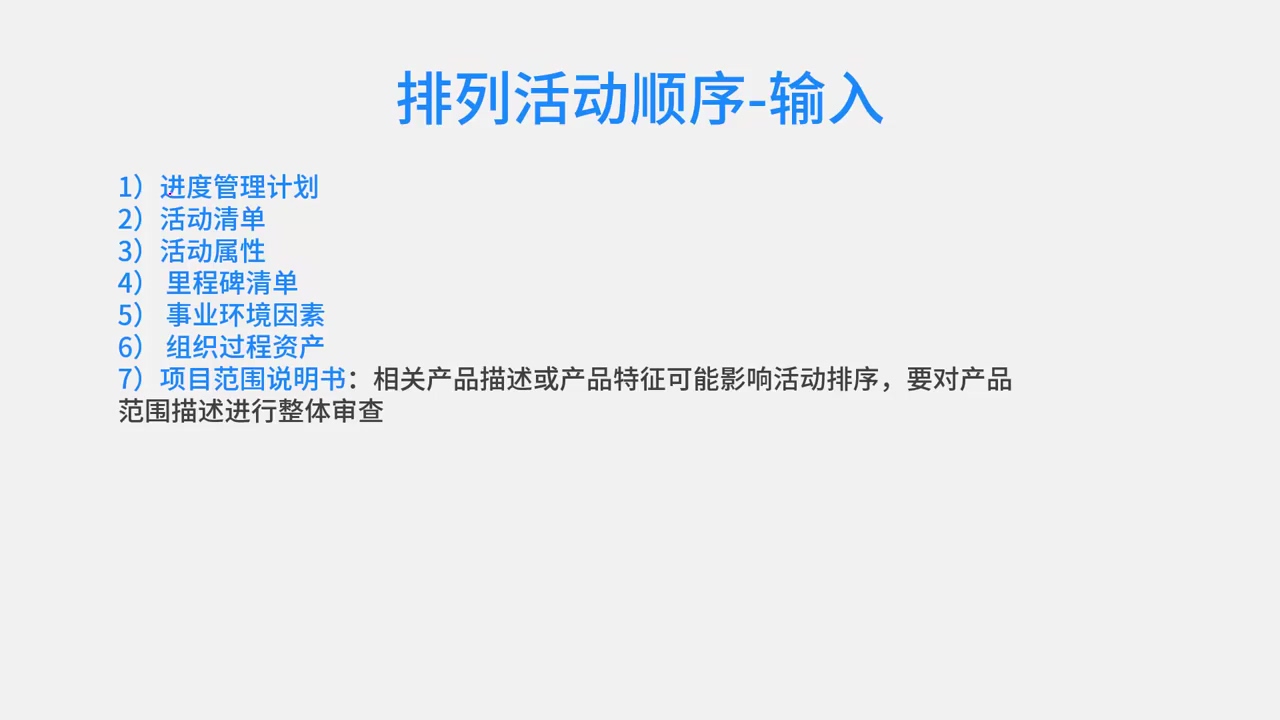 排列活动顺序-输入
1）进度管理计划
2）活动清单
3）活动属性
4） 里程碑清单
5） 事业环境因素
6） 组织过程资产
7）项目范围说明书：相关产品描述或产品特征可能影响活动排序，要对产品
范围描述进行整体审查